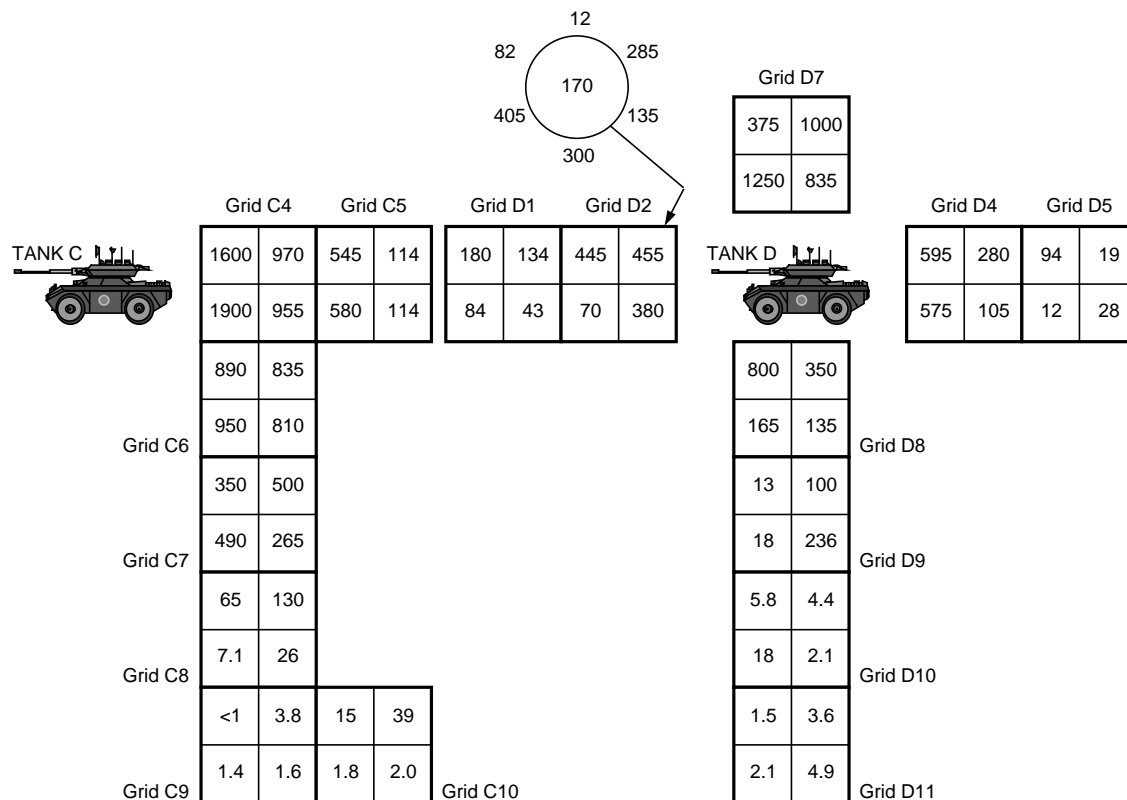 12
82 285
170
405 135
300
Grid D7
375 1000
1250 835
Grid C4 Grid C5 Grid D1 Grid D2 Grid D4 Grid D5
TANK C 1600 970 545 114 180 134 445 455 TANK D 595 280 94 19
1900 955 580 114 84 43 70 380 575 105 12 28
890 835 800 350
950 810 165 135
Grid C6 Grid D8
350 500 13 100
490 265 18 236
Grid C7 Grid D9
65 130 5.8 4.4
7.1 26 18 2.1
Grid C8 Grid D10
<1 3.8 15 39 1.5 3.6
1.4 1.6 1.8 2.0 2.1 4.9
Grid C9 Grid C10 Grid D11